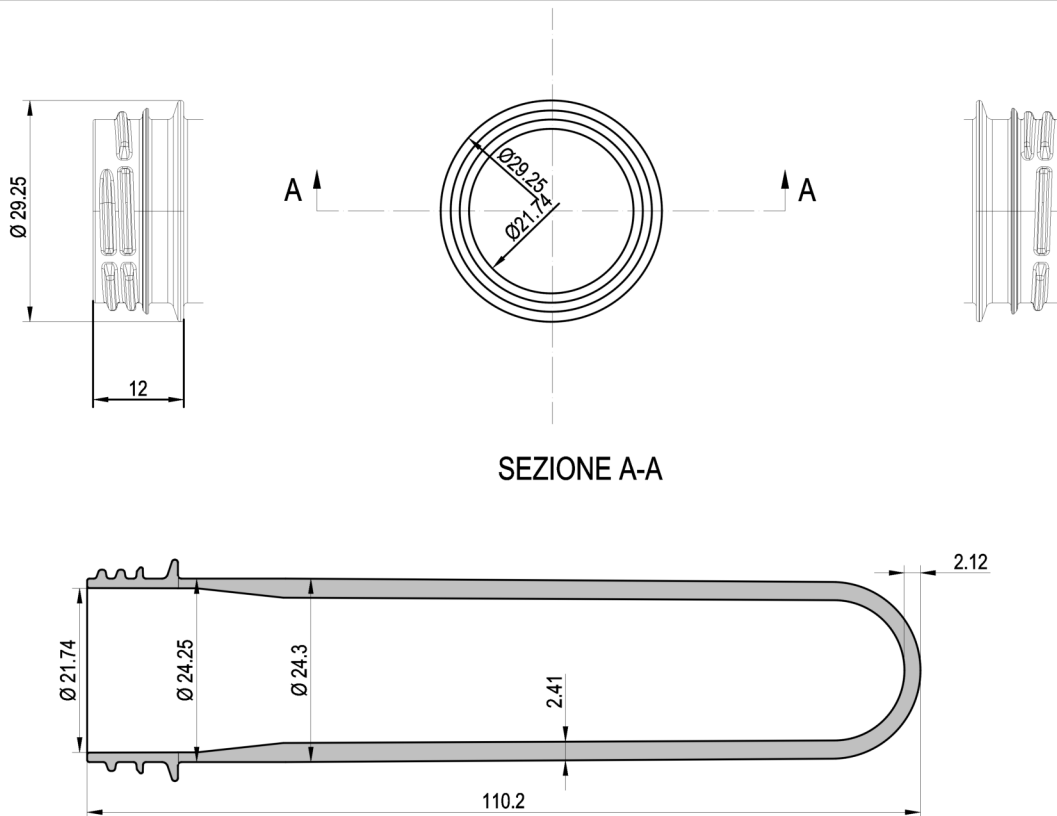 Ø 29.25
12
Ø29.25
Ø21.74
A
A
SEZIONE A-A
Ø 21.74
Ø 24.25
Ø 24.3
2.41
2.12
110.2